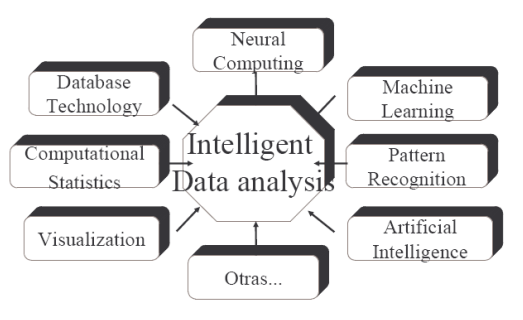 Neural
Computing
Database
Technology
Machine
Learning
Intelligent
Data analysis
Computational
Statistics
Pattern
Recognition
Visualization
Artificial
Intelligence
Otras...